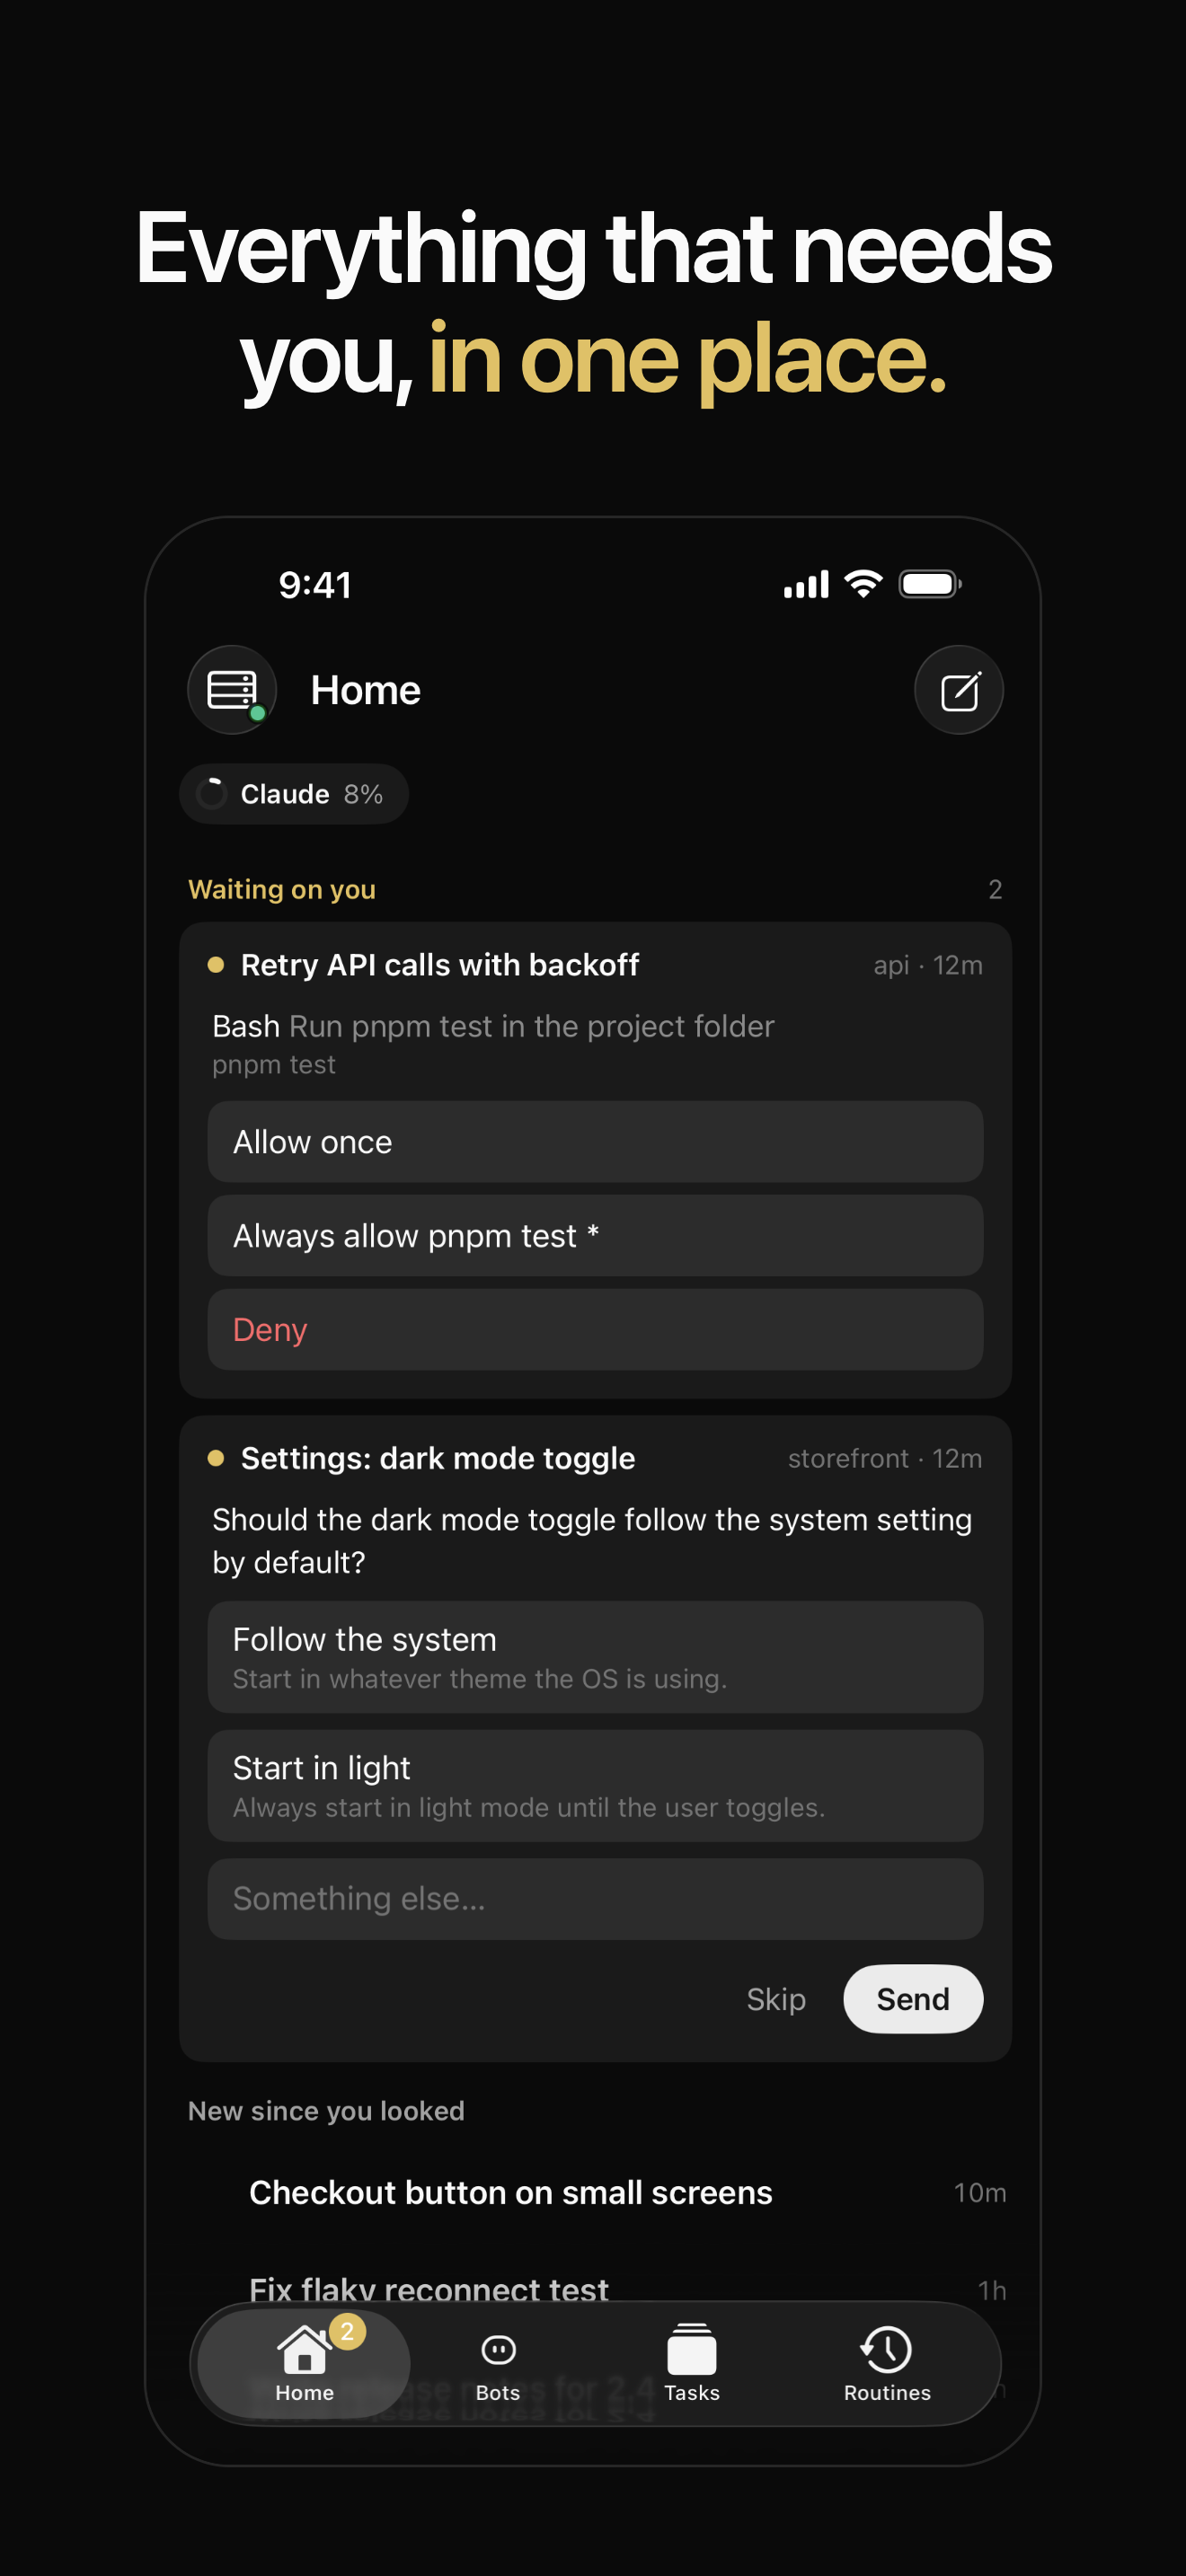 Everything that needs
you, in one place.
9:41
Home
Claude 8%
Waiting on you 2
Retry API calls with backoff api · 12m
Bash Run pnpm test in the project folder
pnpm test
Allow once
Always allow pnpm test *
Deny
Settings: dark mode toggle storefront · 12m
Should the dark mode toggle follow the system setting
by default?
Follow the system
Start in whatever theme the OS is using.
Start in light
Always start in light mode until the user toggles.
Something else...
Skip Send
New since you looked
Checkout button on small screens 10m
Fix flaky reconnect test 1h
2
notes for 2.4
Home Bots Tasks Routines